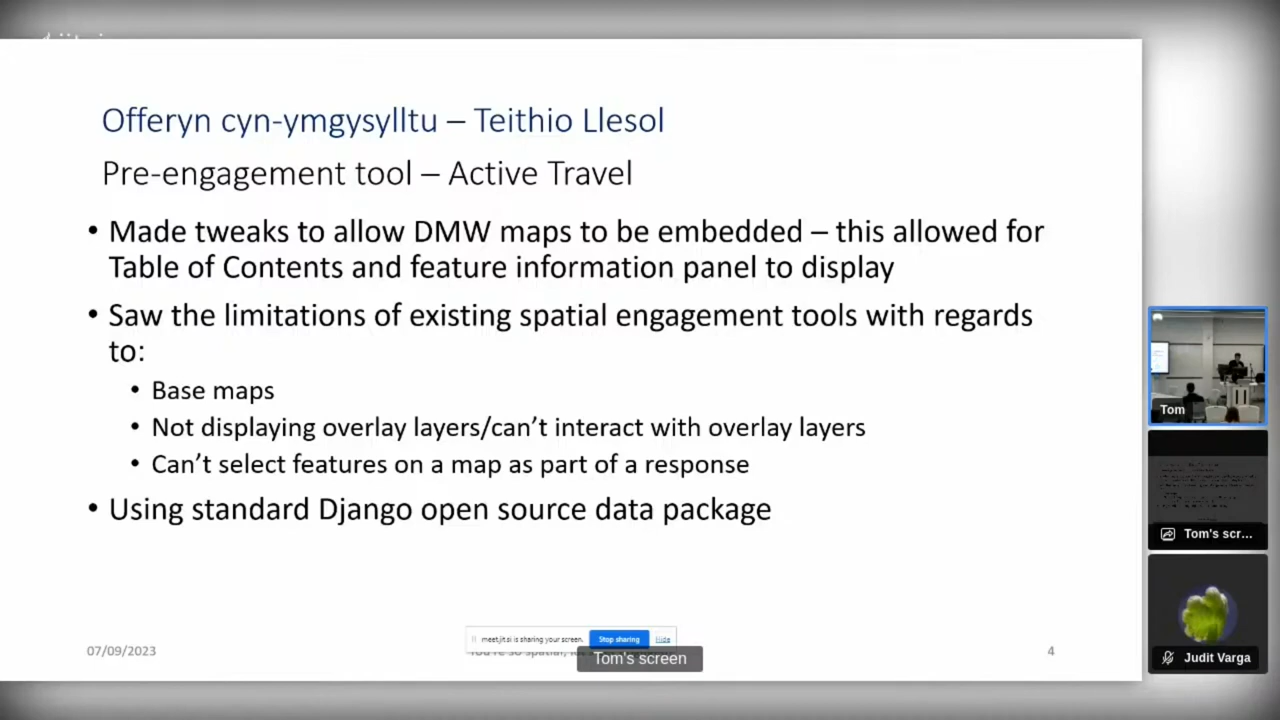 Offeryn cyn-ymgysylltu – Teithio Llesol
Pre-engagement tool – Active Travel
• Made tweaks to allow DMW maps to be embedded – this allowed for
Table of Contents and feature information panel to display
• Saw the limitations of existing spatial engagement tools with regards
to:
• Base maps
• Not displaying overlay layers/can’t interact with overlay layers
• Can’t select features on a map as part of a response
• Using standard Django open source data package
07/09/2023
meet.jit.si is sharing your screen.
Stop sharing
Hide
You're so spatial,
Tom's screen
4
Tom
Tom's scr...
Judit Varga